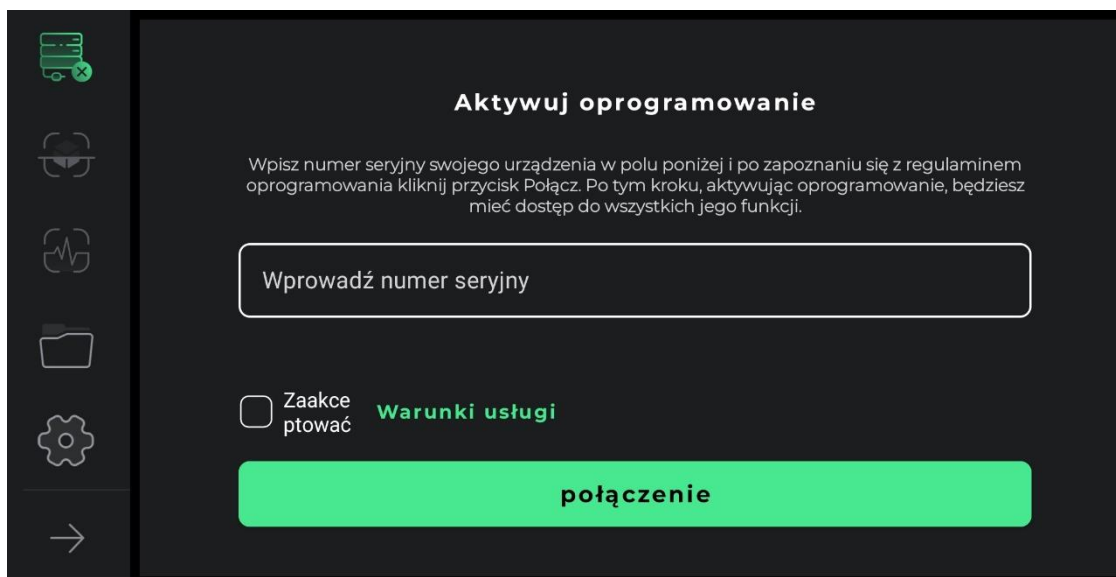 Aktywuj oprogramowanie
Wpisz numer seryjny swojego urządzenia w polu poniżej i po zapoznaniu się z regulaminem
oprogramowania kliknij przycisk Połącz. Po tym kroku, aktywując oprogramowanie, będziesz
mieć dostęp do wszystkich jego funkcji.
Wprowadź numer seryjny
Zaakce
ptować
Warunki usługi
połączenie